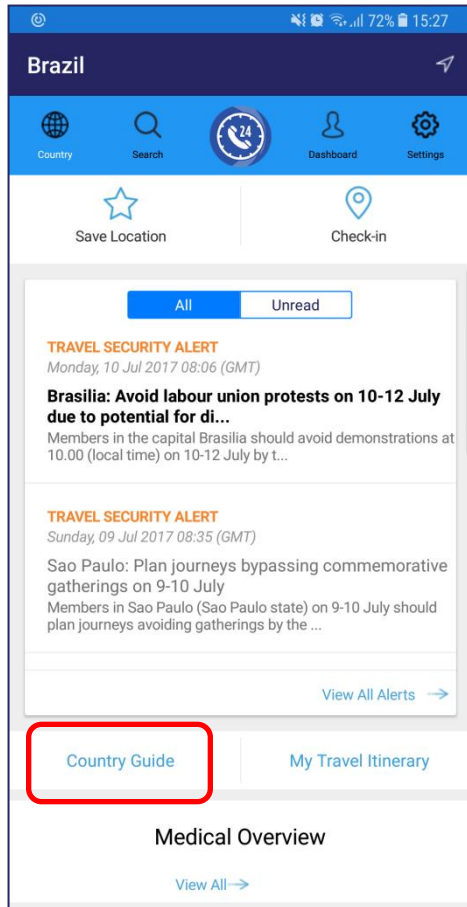 72% 15:27
Brazil
24
Country Search Dashboard Settings
Save Location Check-in
All Unread
TRAVEL SECURITY ALERT
Monday, 10 Jul 2017 08:06 (GMT)
Brasilia: Avoid labour union protests on 10-12 July
due to potential for di...
Members in the capital Brasilia should avoid demonstrations at
10.00 (local time) on 10-12 July by t...
TRAVEL SECURITY ALERT
Sunday, 09 Jul 2017 08:35 (GMT)
Sao Paulo: Plan journeys bypassing commemorative
gatherings on 9-10 July
Members in Sao Paulo (Sao Paulo state) on 9-10 July should
plan journeys avoiding gatherings by the ...
View All Alerts
Country Guide My Travel Itinerary
Medical Overview
View All